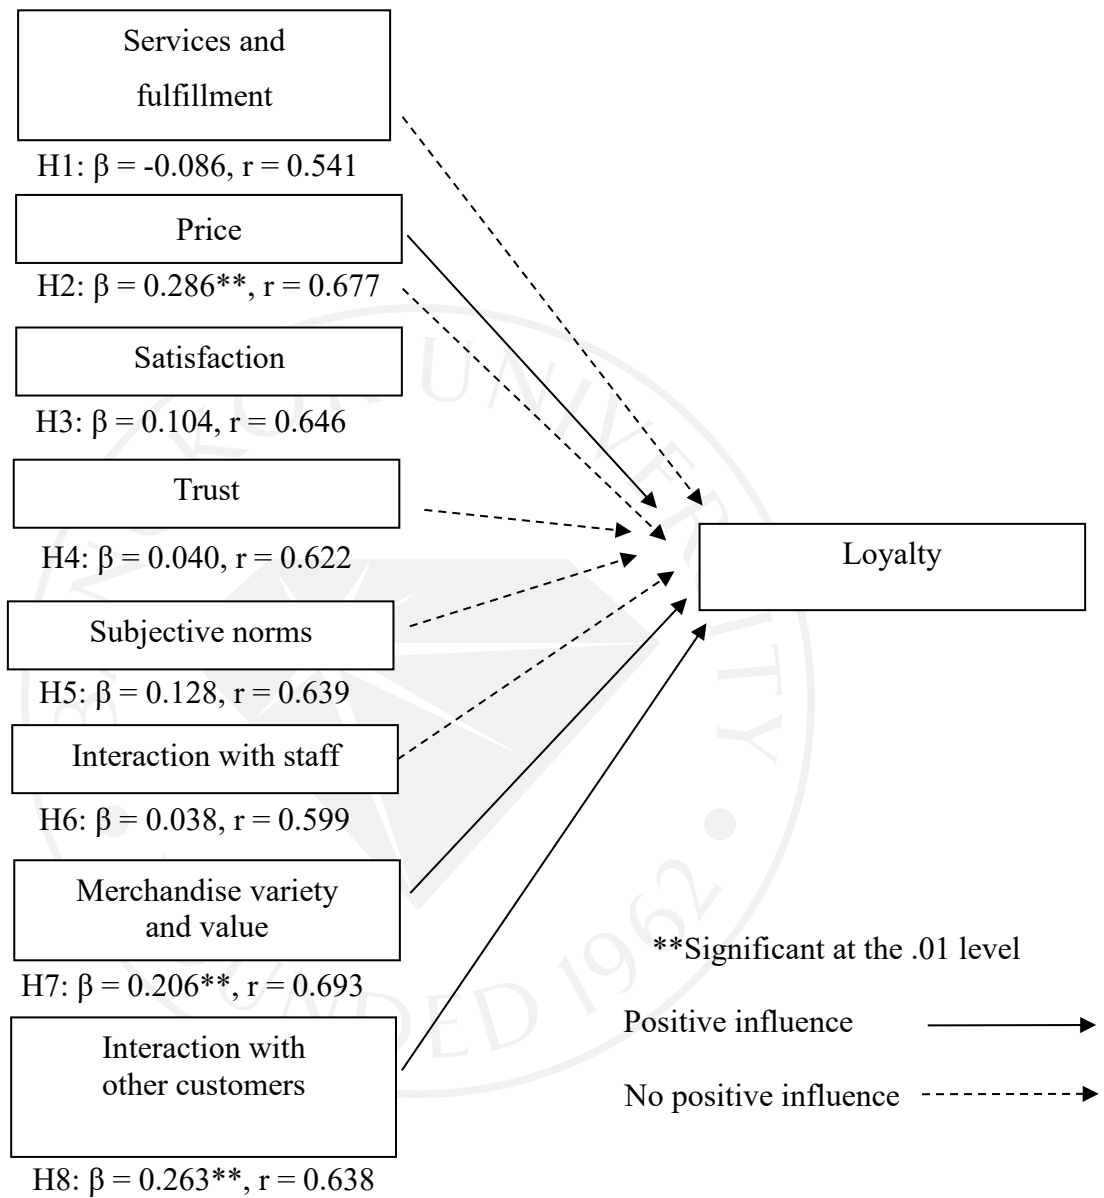 Services and
fulfillment
H1: β = -0.086, r = 0.541
Price
H2: β = 0.286**, r = 0.677
Satisfaction
H3: β = 0.104, r = 0.646
Trust
H4: β = 0.040, r = 0.622
Loyalty
Subjective norms
H5: β = 0.128, r = 0.639
Interaction with staff
H6: β = 0.038, r = 0.599
Merchandise variety
and value
H7: β = 0.206**, r = 0.693
**Significant at the .01 level
Positive influence
No positive influence
Interaction with
other customers
H8: β = 0.263**, r = 0.638
UNIVERSITY
1962